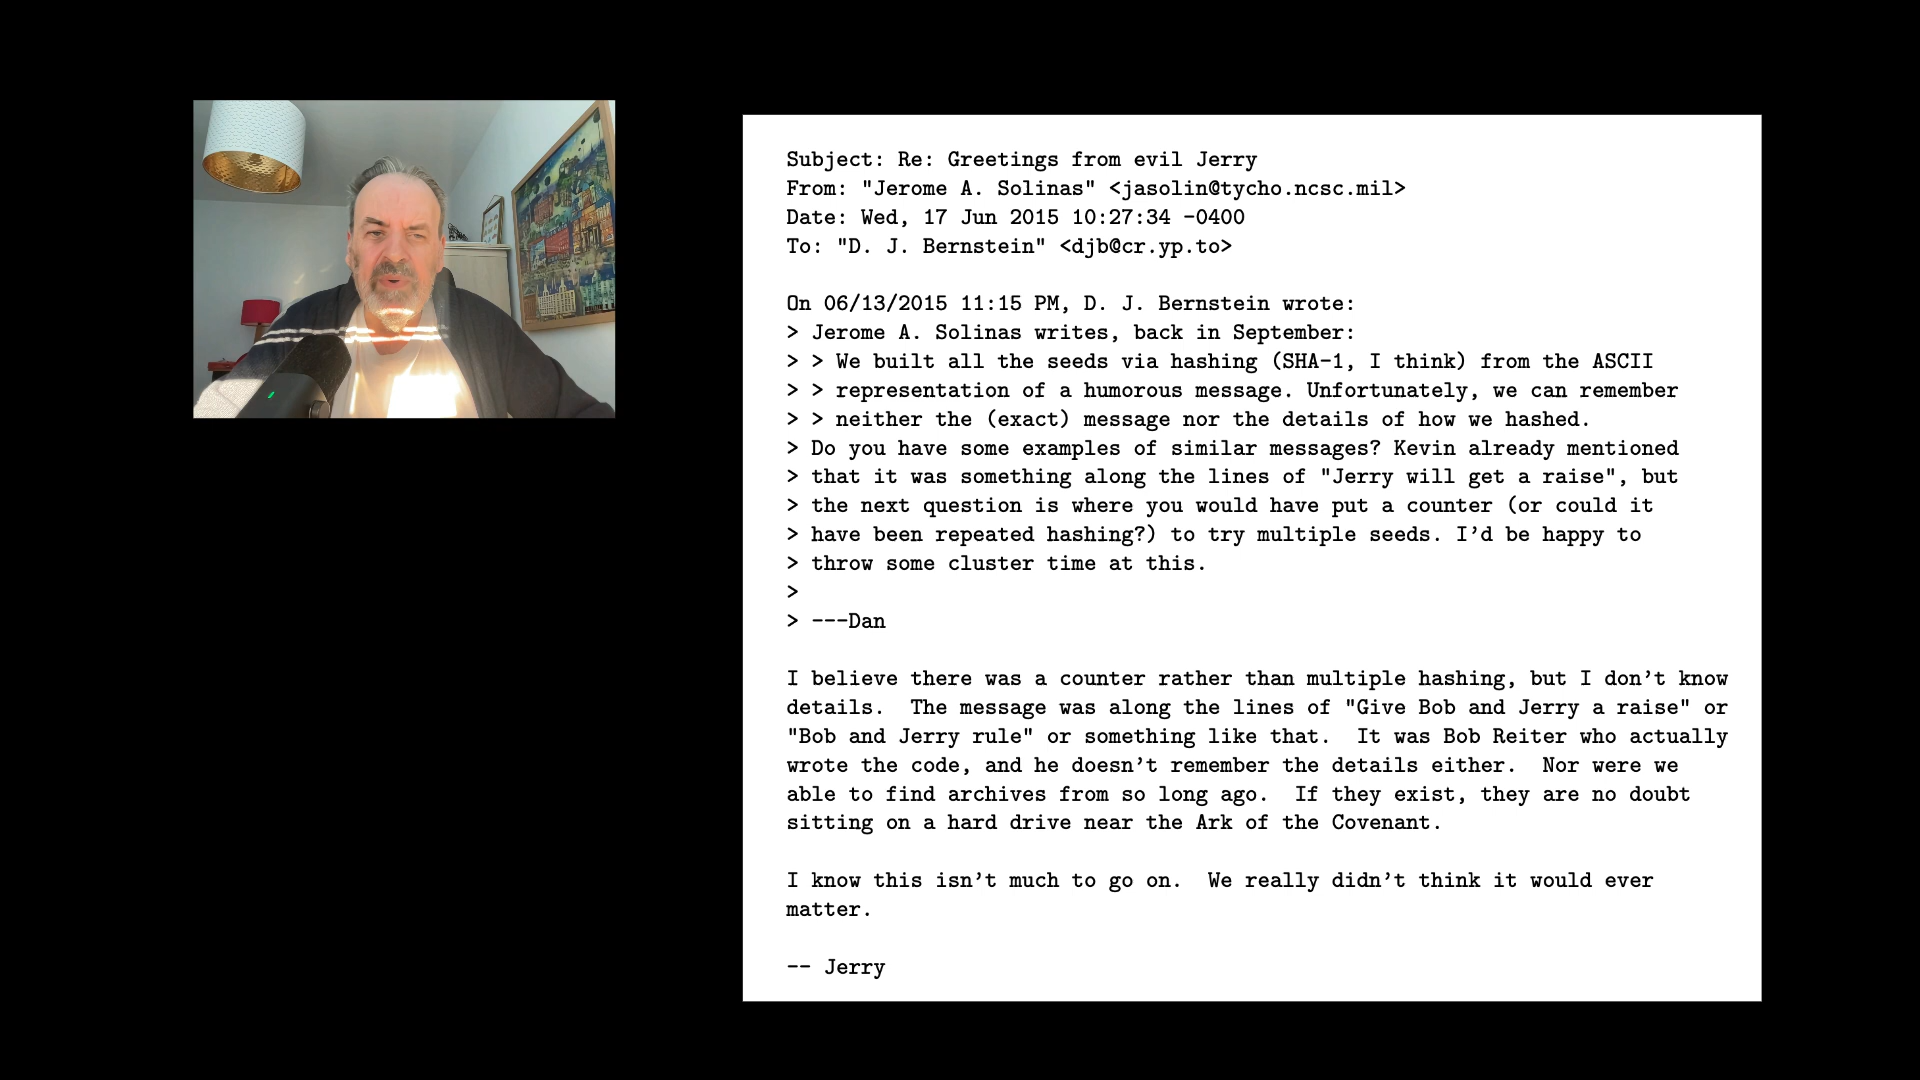 Subject: Re: Greetings from evil Jerry
From: "Jerome A. Solinas" <jasolin@tycho.ncsc.mil>
Date: Wed, 17 Jun 2015 10:27:34 -0400
To: "D. J. Bernstein" <djb@cr.yp.to>
On 06/13/2015 11:15 PM, D. J. Bernstein wrote:
> Jerome A. Solinas writes, back in September:
> > We built all the seeds via hashing (SHA-1, I think) from the ASCII
> > representation of a humorous message. Unfortunately, we can remember
> > neither the (exact) message nor the details of how we hashed.
> Do you have some examples of similar messages? Kevin already mentioned
> that it was something along the lines of "Jerry will get a raise", but
> the next question is where you would have put a counter (or could it
> have been repeated hashing?) to try multiple seeds. I'd be happy to
> throw some cluster time at this.
>
> ---Dan
I believe there was a counter rather than multiple hashing, but I don't know
details.  The message was along the lines of "Give Bob and Jerry a raise" or
"Bob and Jerry rule" or something like that.  It was Bob Reiter who actually
wrote the code, and he doesn't remember the details either.  Nor were we
able to find archives from so long ago.  If they exist, they are no doubt
sitting on a hard drive near the Ark of the Covenant.
I know this isn't much to go on.  We really didn't think it would ever
matter.
-- Jerry